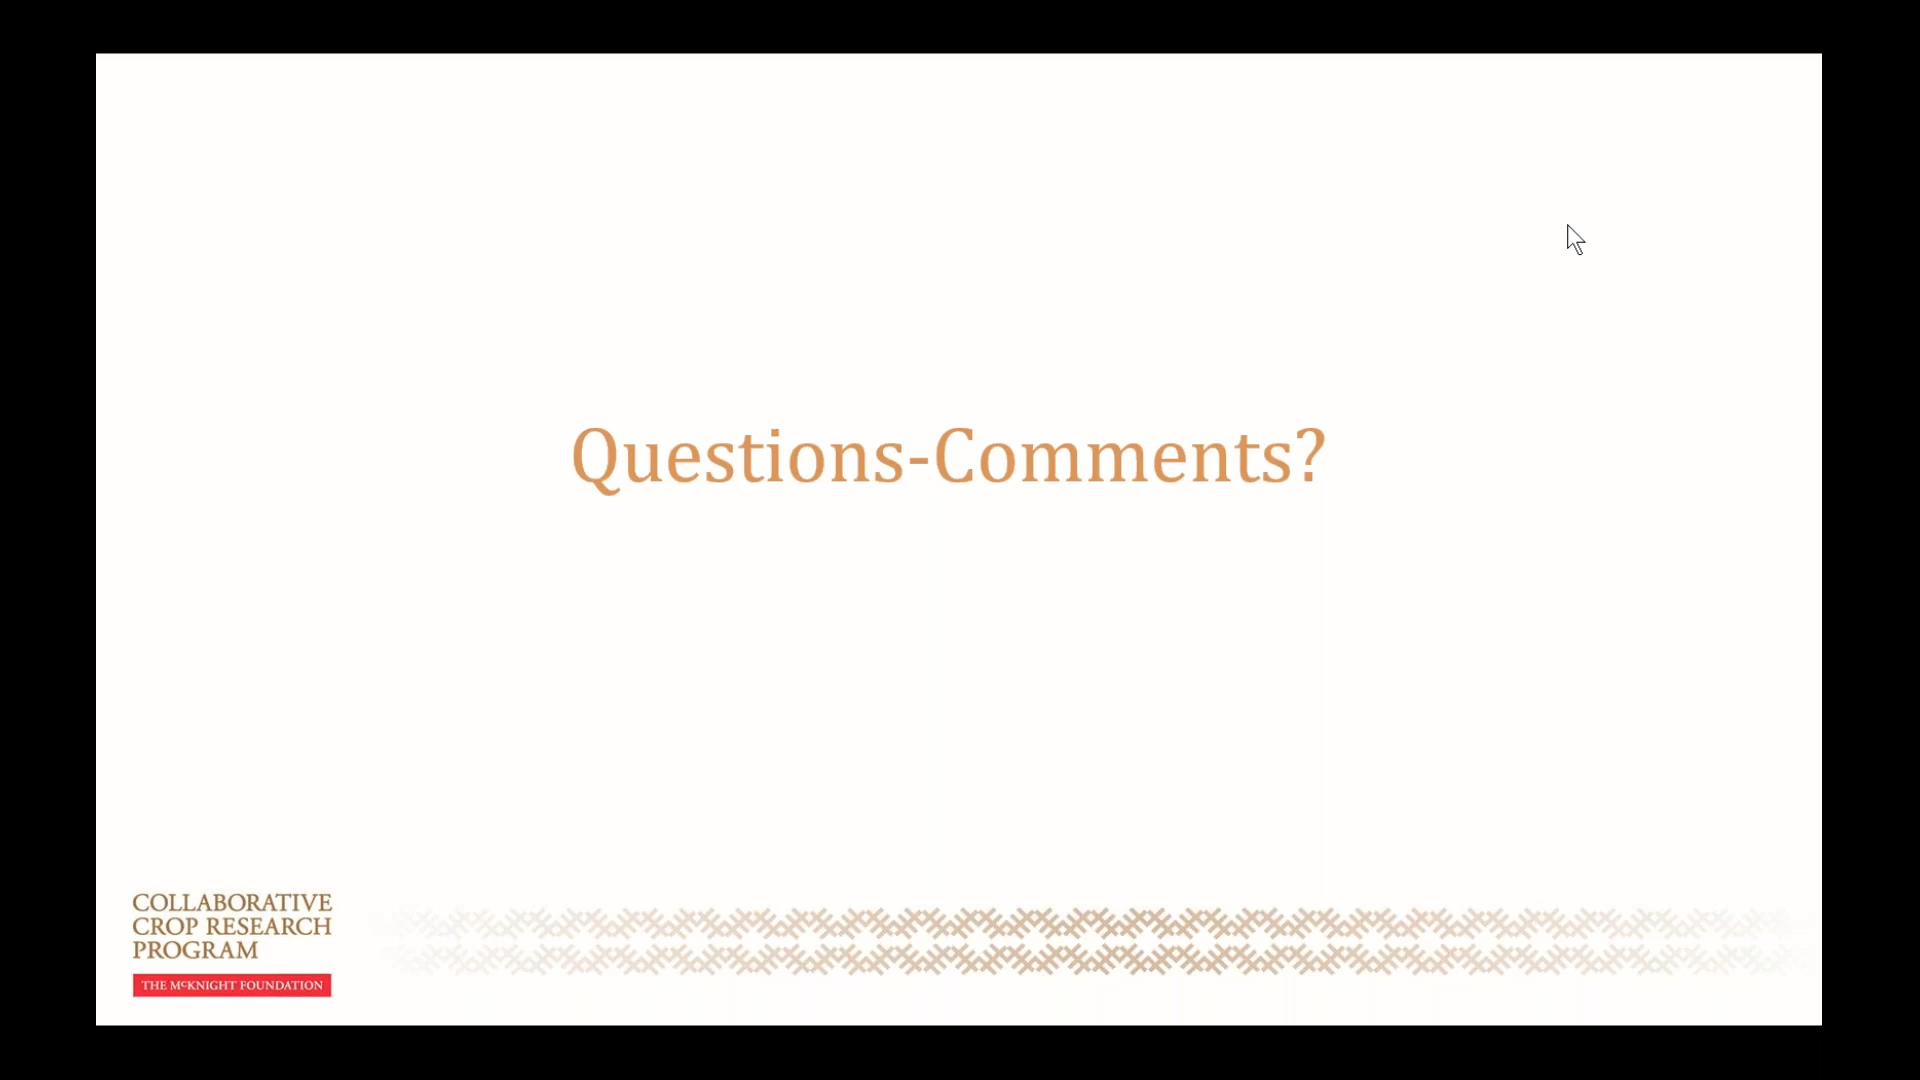 Questions-Comments?
COLLABORATIVE
CROP RESEARCH
PROGRAM
THE McKNIGHT FOUNDATION